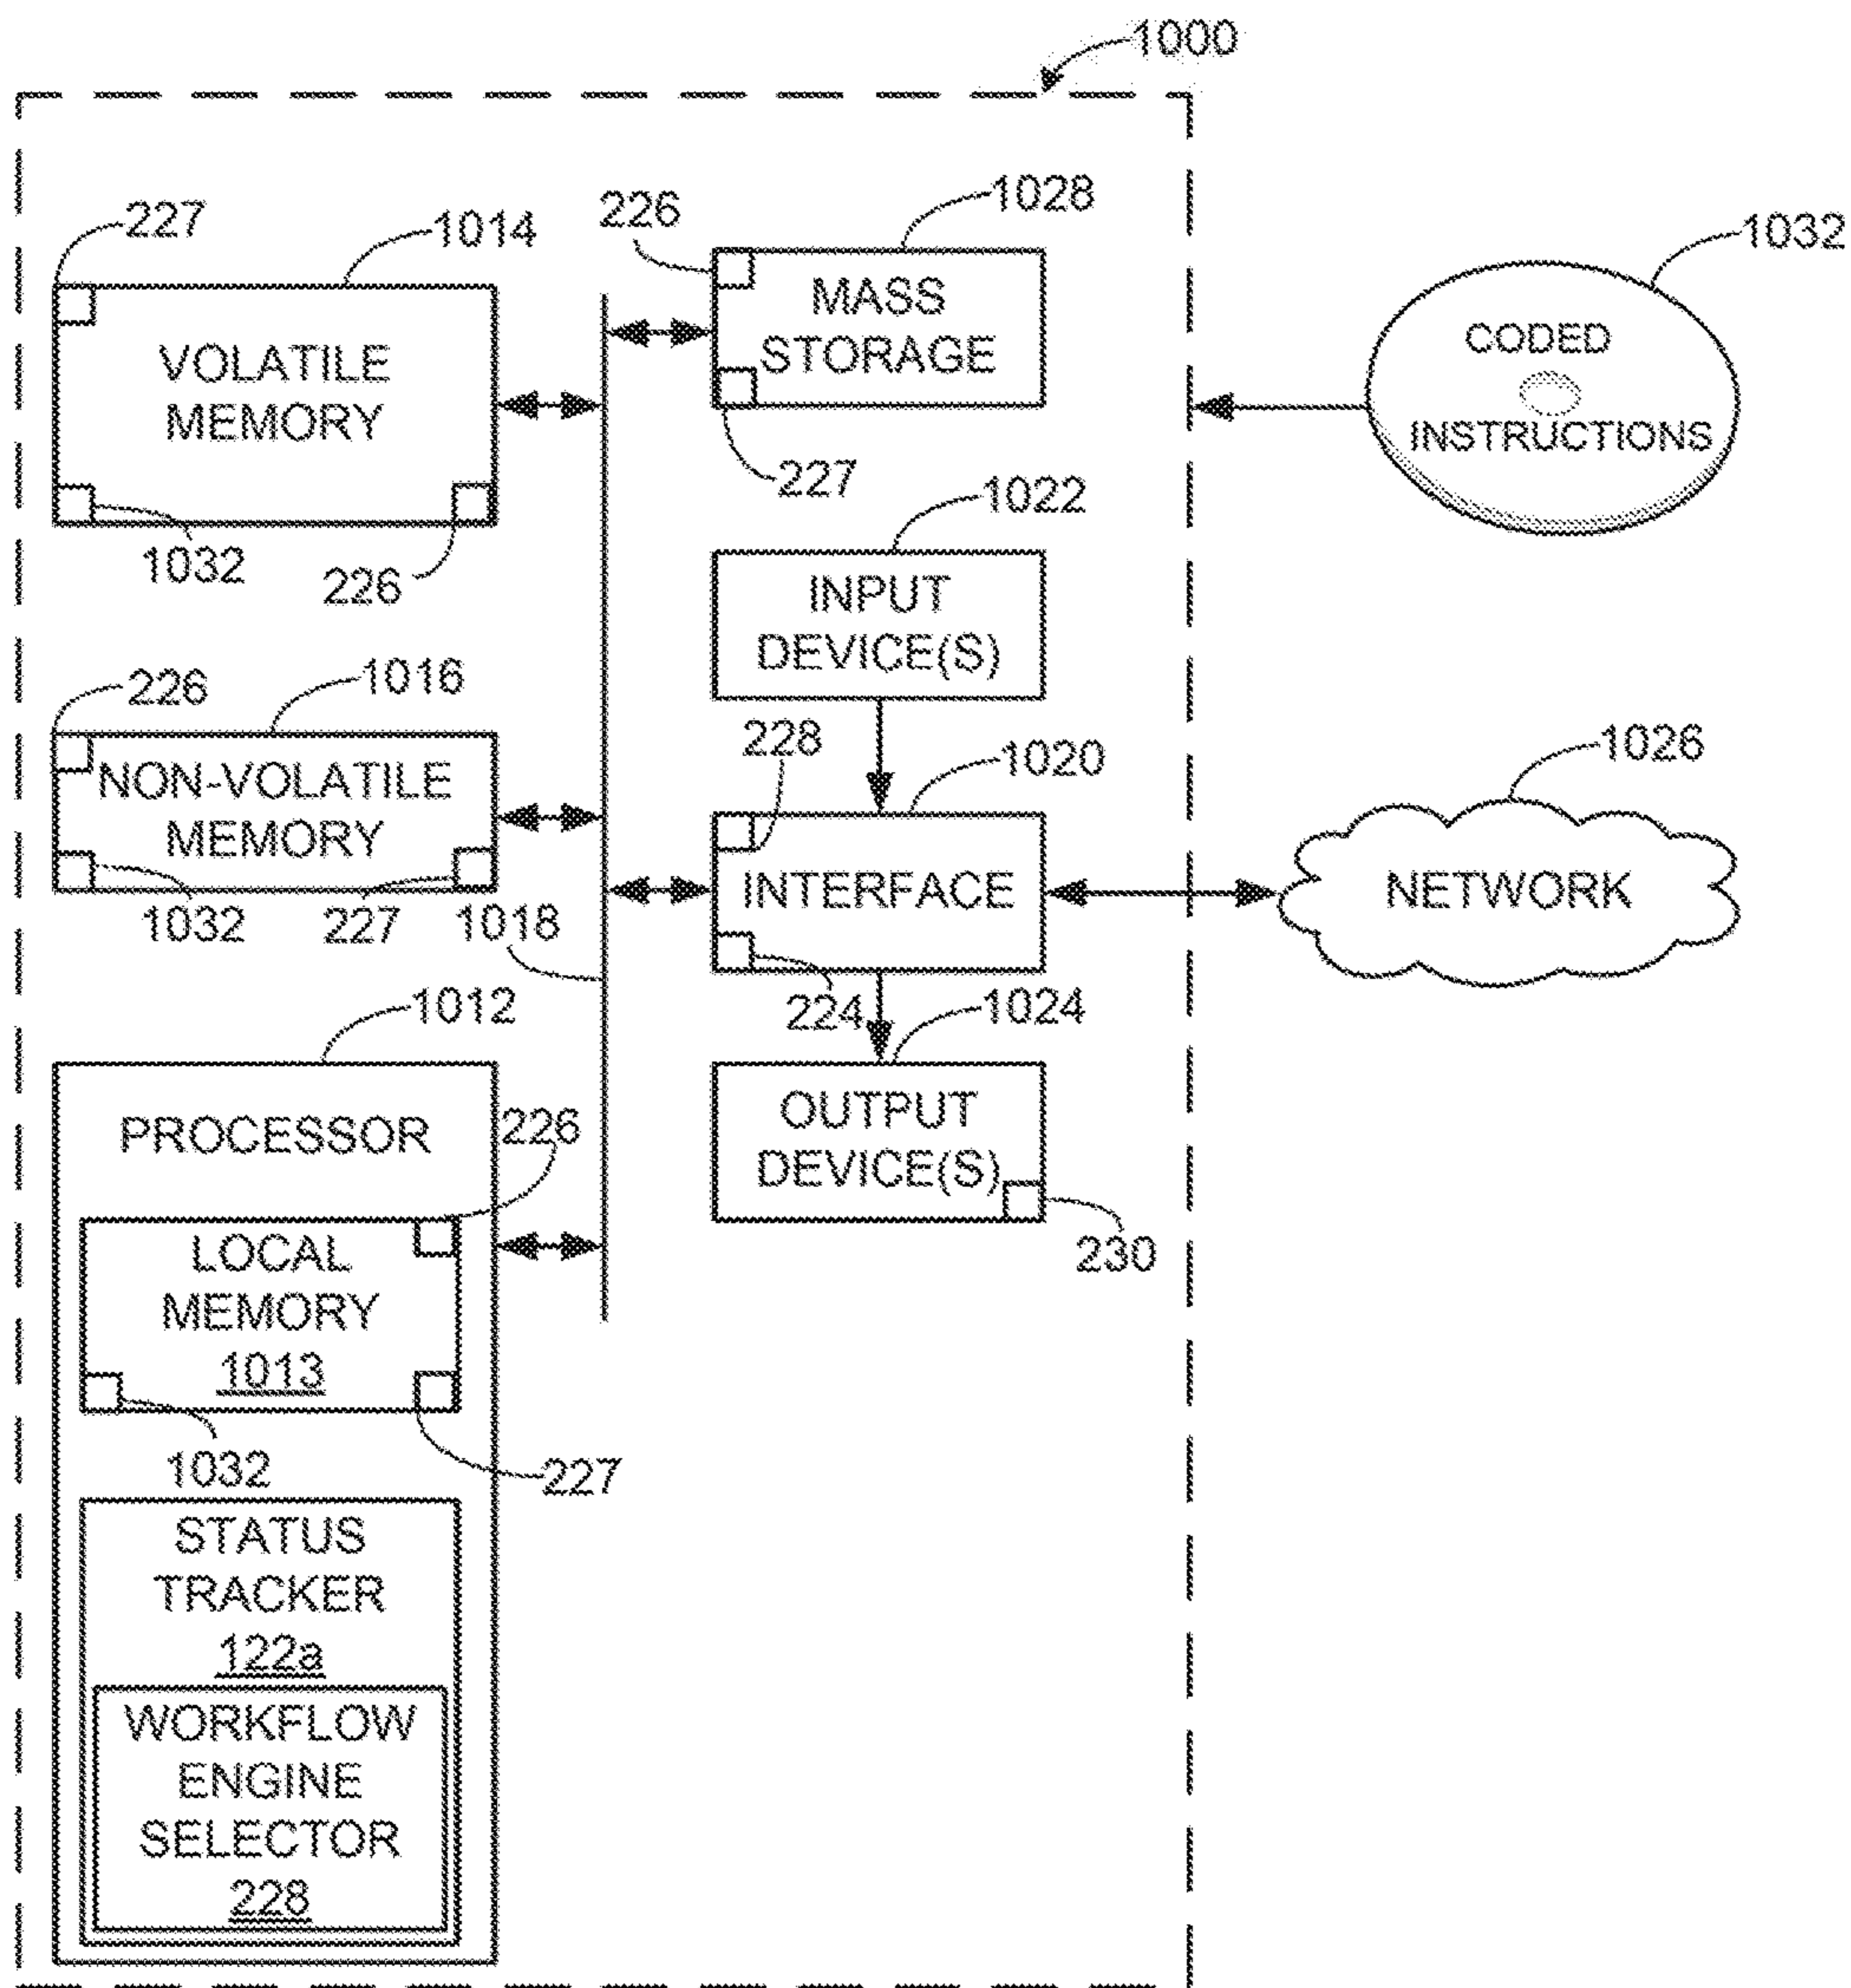 1000
227
1014
226
1028
1032
VOLATILE
MEMORY
MASS
STORAGE
CODED
INSTRUCTIONS
1032
226
227
1022
INPUT
DEVICE(S)
226
1016
228
1020
1026
NON-VOLATILE
MEMORY
INTERFACE
NETWORK
1032
227
1018
224
1024
1012
PROCESSOR
226
OUTPUT
DEVICE(S)
230
LOCAL
MEMORY
1013
1032
227
STATUS
TRACKER
122a
WORKFLOW
ENGINE
SELECTOR
228